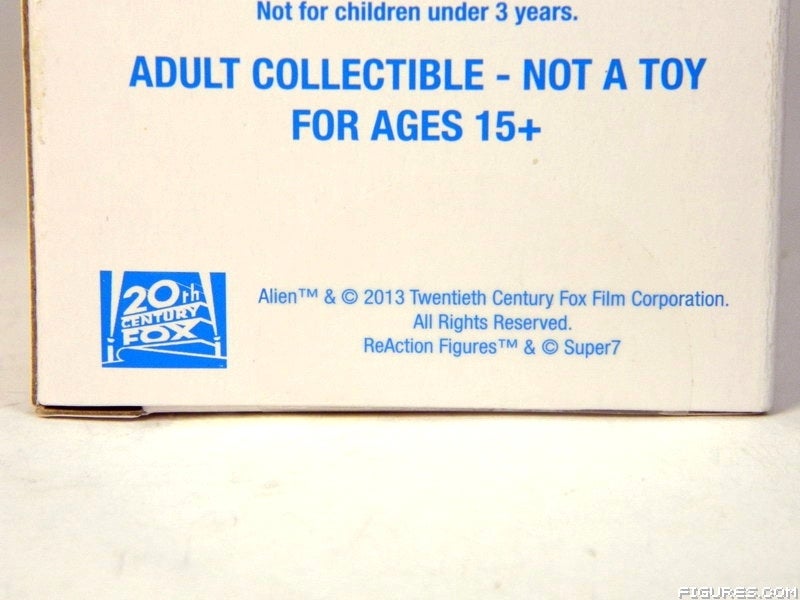 Not for children under 3 years.
ADULT COLLECTIBLE - NOT A TOY
FOR AGES 15+
20th
CENTURY
FOX
Alien™ & © 2013 Twentieth Century Fox Film Corporation.
All Rights Reserved.
ReAction Figures™ & © Super7
FIGURES.COM